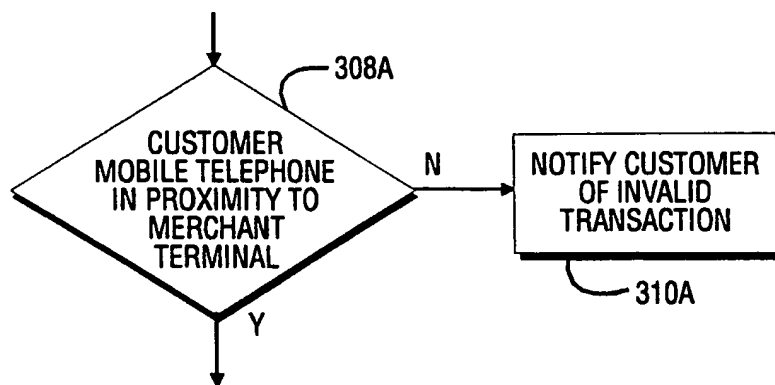 308A
CUSTOMER
MOBILE TELEPHONE
IN PROXIMITY TO
MERCHANT
TERMINAL
N
NOTIFY CUSTOMER
OF INVALID
TRANSACTION
310A
Y